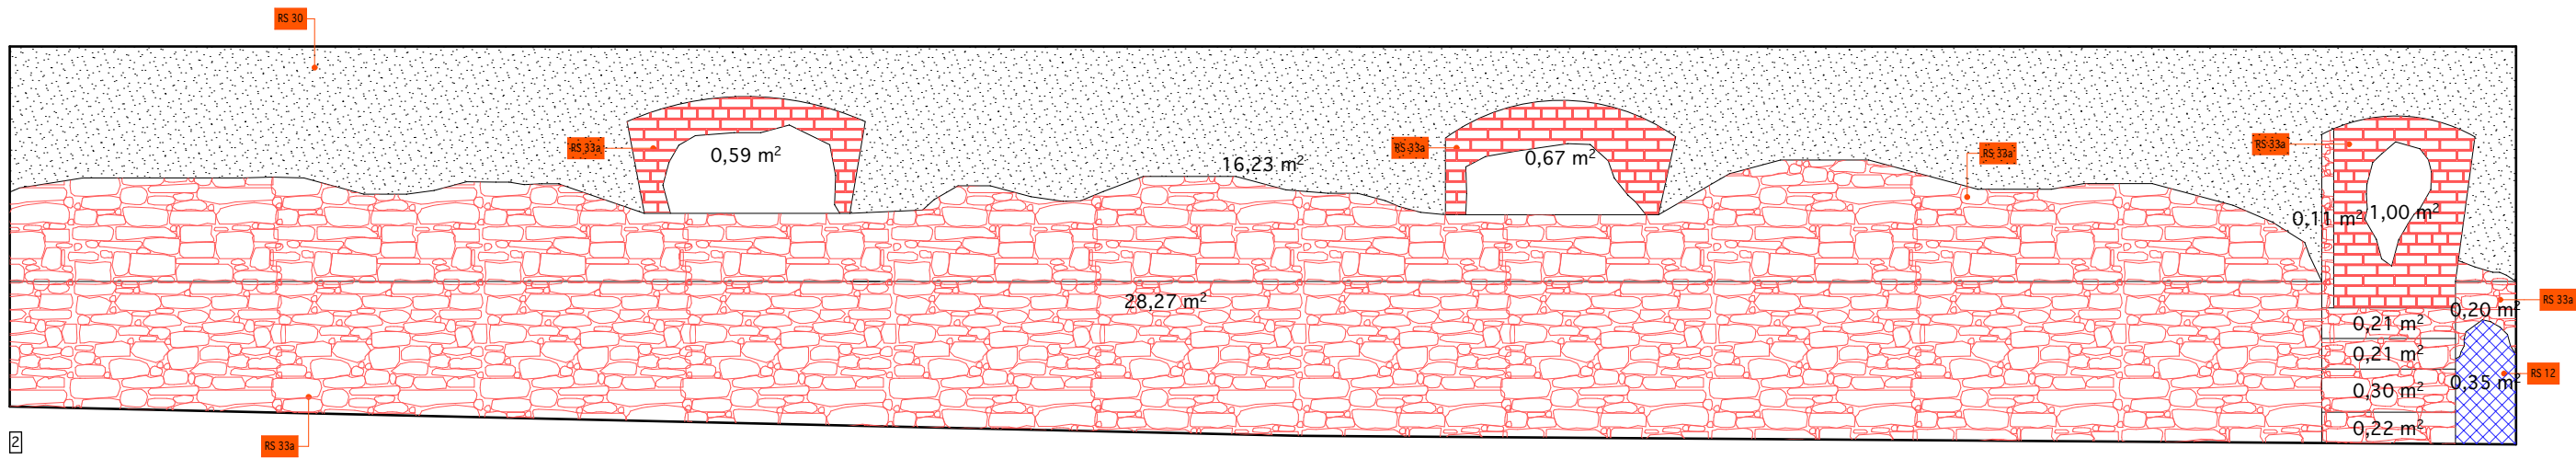 RS 30
RS 33a
0,59 m²
16,23 m²
RS 33a
0,67 m²
RS 33a
RS 33a
0,11 m²
1,00 m²
28,27 m²
0,20 m²
RS 33a
0,21 m²
0,21 m²
0,30 m²
0,35 m²
RS 12
0,22 m²
2
RS 33a